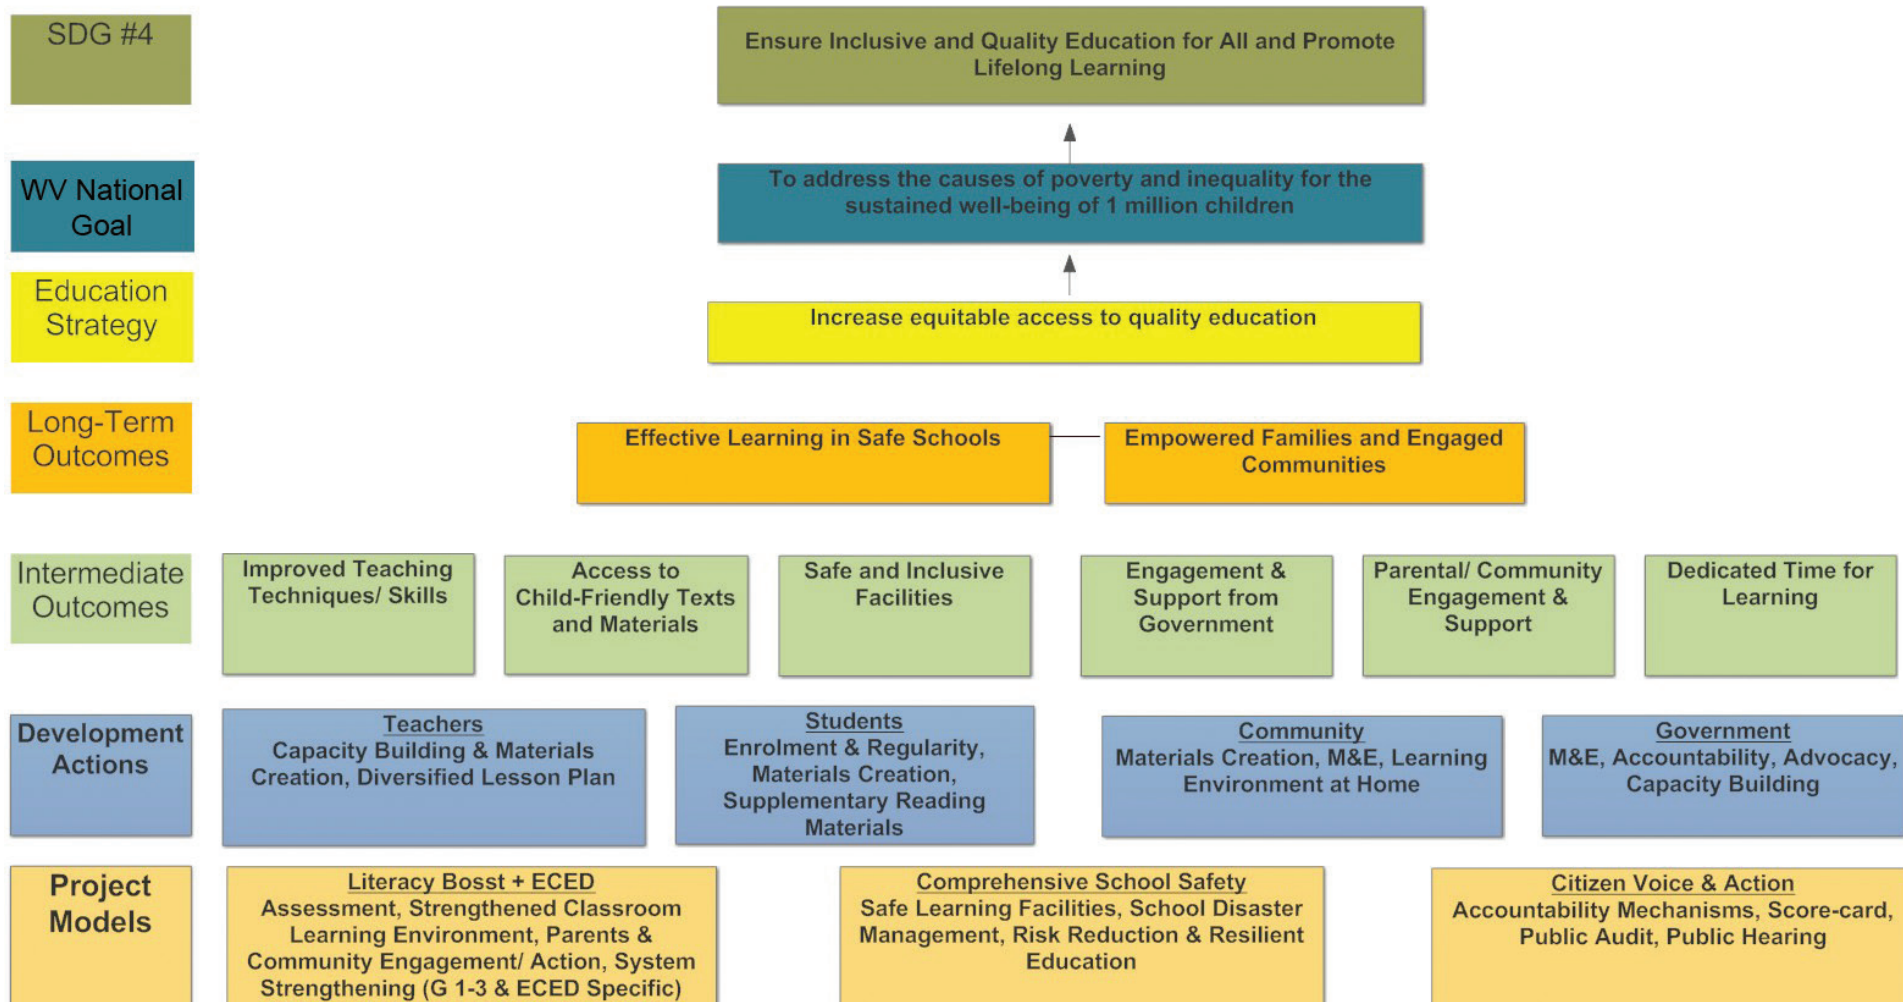 SDG #4
Ensure Inclusive and Quality Education for All and Promote
Lifelong Learning
WV National
Goal
To address the causes of poverty and inequality for the
sustained well-being of 1 million children
Education
Strategy
Increase equitable access to quality education
Long-Term
Outcomes
Effective Learning in Safe Schools
Empowered Families and Engaged
Communities
Intermediate
Outcomes
Improved Teaching
Techniques/ Skills
Access to
Child-Friendly Texts
and Materials
Safe and Inclusive
Facilities
Engagement &
Support from
Government
Parental/ Community
Engagement &
Support
Dedicated Time for
Learning
Development
Actions
Teachers
Capacity Building & Materials
Creation, Diversified Lesson Plan
Students
Enrolment & Regularity,
Materials Creation,
Supplementary Reading
Materials
Community
Materials Creation, M&E, Learning
Environment at Home
Government
M&E, Accountability, Advocacy,
Capacity Building
Project
Models
Literacy Bosst + ECED
Assessment, Strengthened Classroom
Learning Environment, Parents &
Community Engagement/ Action, System
Strengthening (G 1-3 & ECED Specific)
Comprehensive School Safety
Safe Learning Facilities, School Disaster
Management, Risk Reduction & Resilient
Education
Citizen Voice & Action
Accountability Mechanisms, Score-card,
Public Audit, Public Hearing